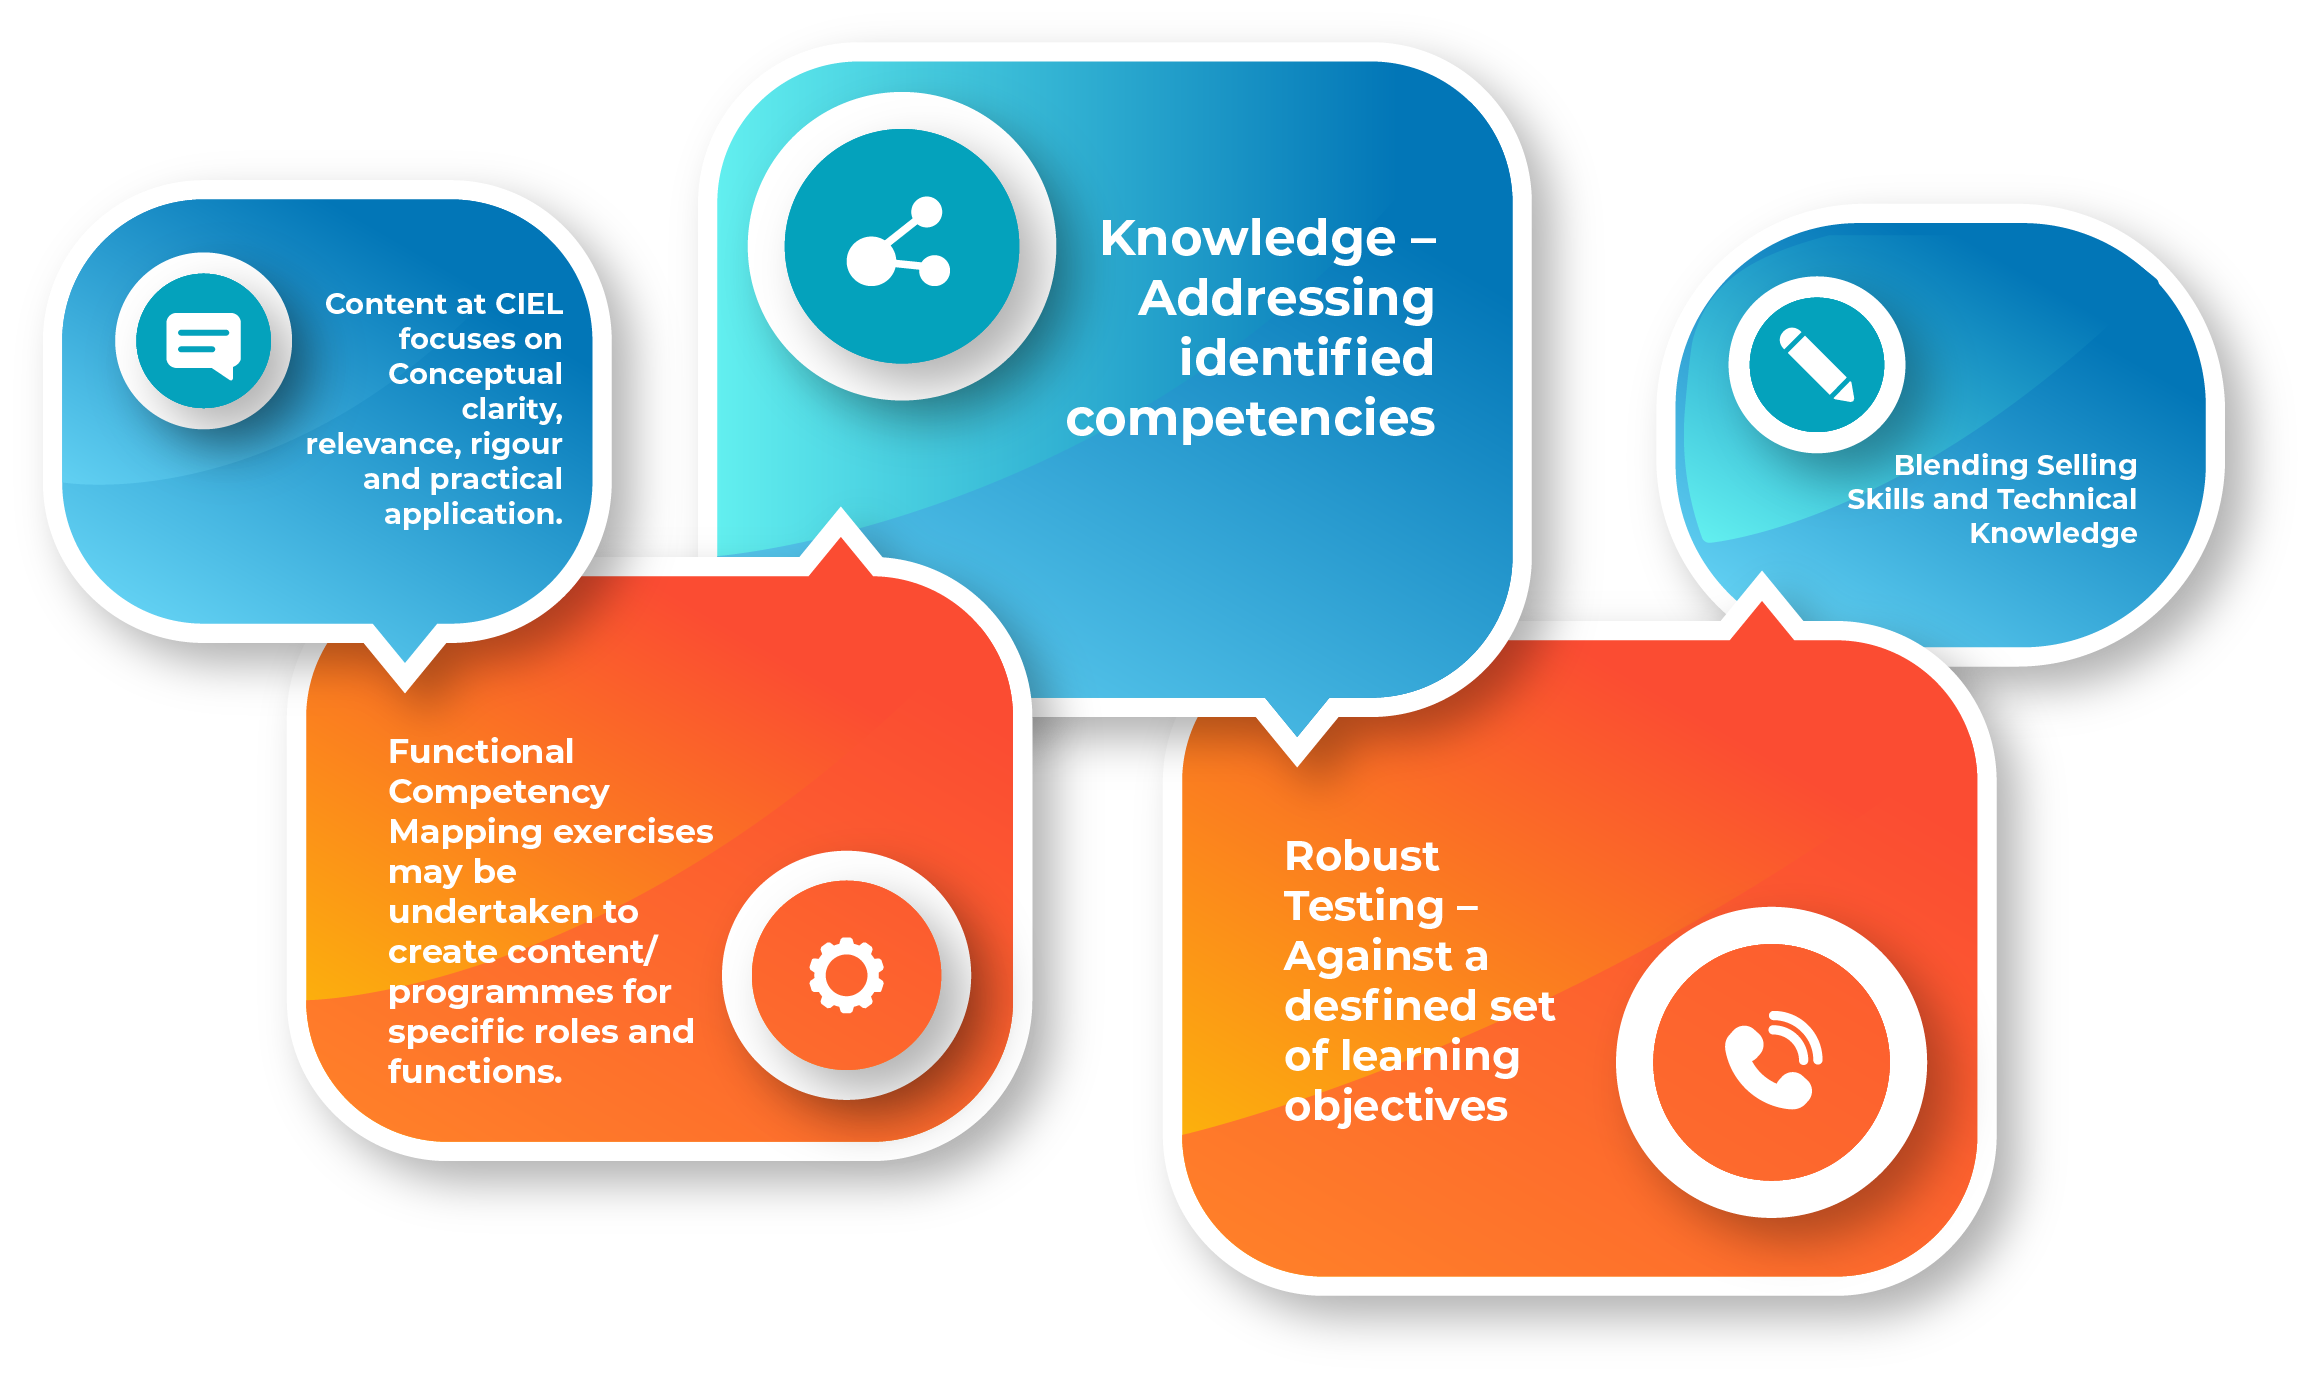 Content at CIEL
focuses on
Conceptual
clarity,
relevance, rigour
and practical
application.
Functional
Competency
Mapping exercises
may be
undertaken to
create content/
programmes for
specific roles and
functions.
Knowledge –
Addressing
identified
competencies
Robust
Testing –
Against a
desfined set
of learning
objectives
Blending Selling
Skills and Technical
Knowledge